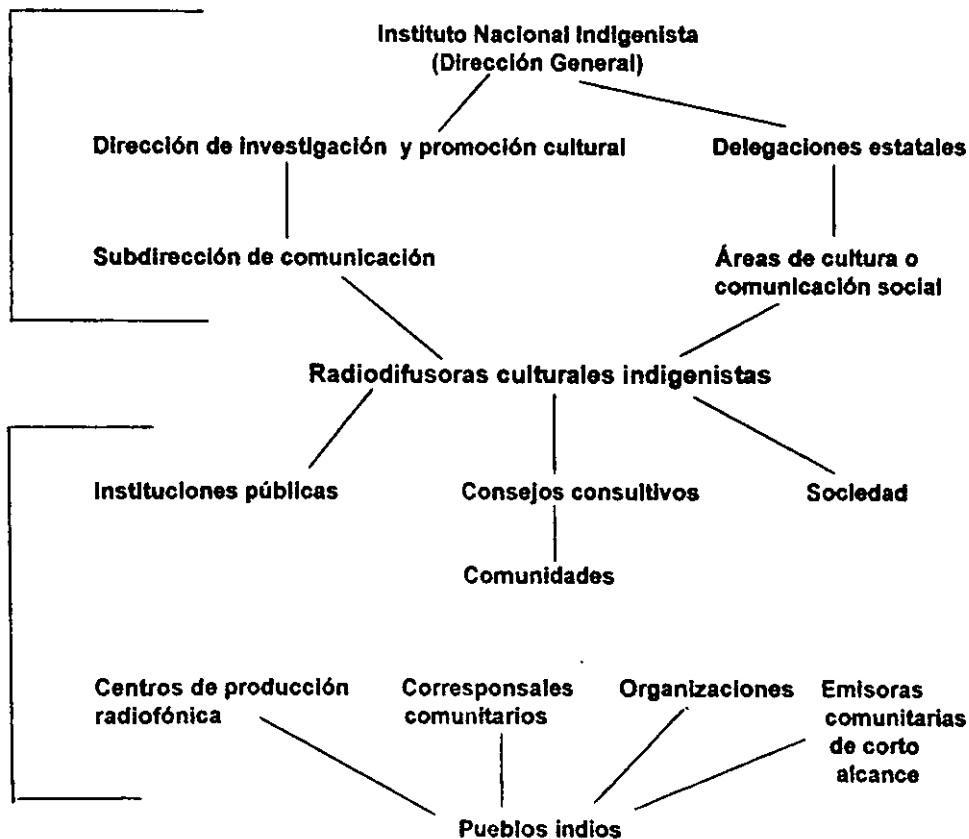 Instituto Nacional Indigenista
(Dirección General)
Dirección de investigación y promoción cultural
Delegaciones estatales
Subdirección de comunicación
Áreas de cultura o
comunicación social
Radiodifusoras culturales indigenistas
Instituciones públicas
Consejos consultivos
Sociedad
Comunidades
Centros de producción
radiofónica
Corresponsales
comunitarios
Organizaciones
Emisoras
comunitarias
de corto
alcance
Pueblos indios